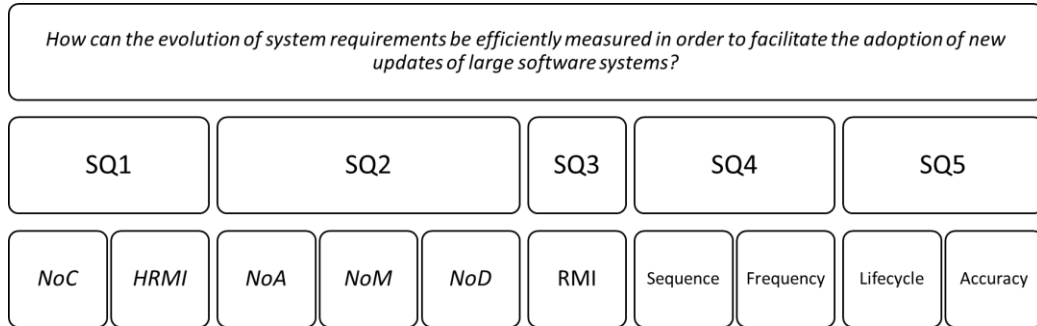 How can the evolution of system requirements be efficiently measured in order to facilitate the adoption of new
updates of large software systems?
SQ1 SQ2 SQ3 SQ4 SQ5
NoC HRMI NoA NoM NoD RMI Sequence Frequency Lifecycle Accuracy